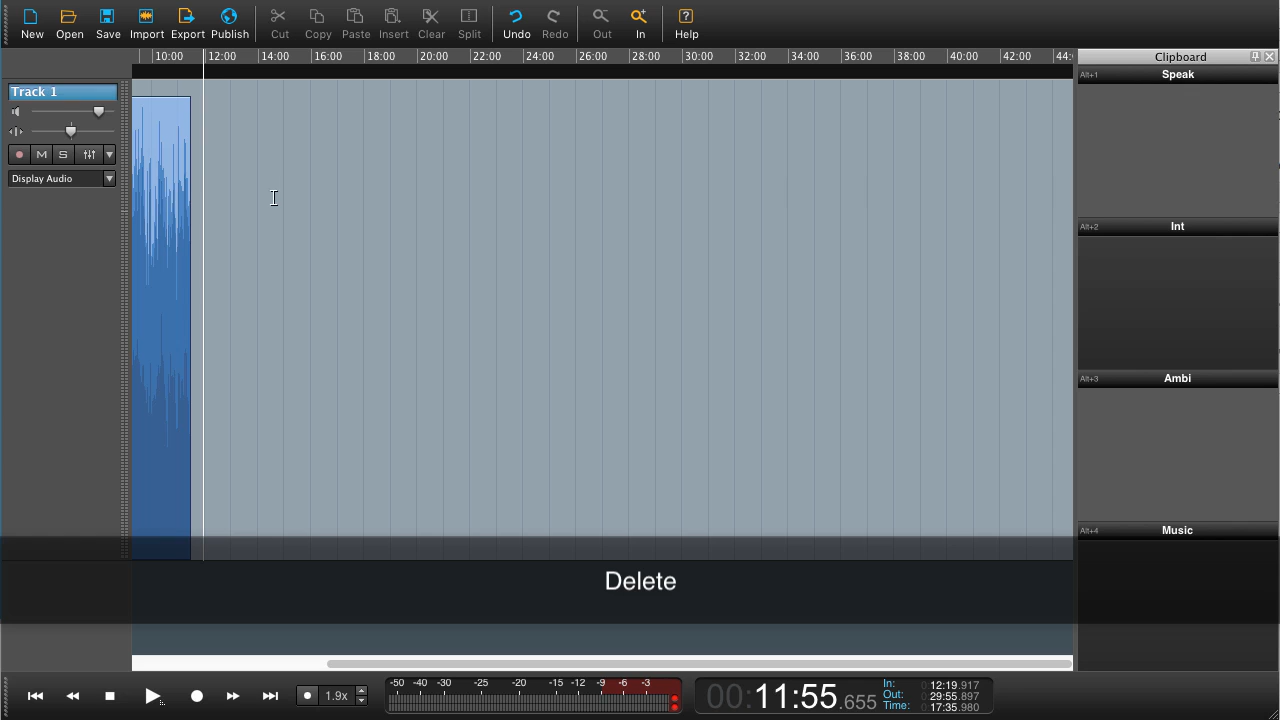 New Open Save Import Export Publish Cut Copy Paste Insert Clear Split Undo Redo Out In Help
10:00 12:00 14:00 16:00 18:00 20:00 22:00 24:00 26:00 28:00 30:00 32:00 34:00 36:00 38:00 40:00 42:00 44:
Clipboard
Alt+1 Speak
Track 1
M S
Display Audio
Alt+2 Int
Alt+3 Ambi
Alt+4 Music
Delete
1.9x
-50 -40 -30 -25 -20 -15 -12 -9 -6 -3
00:11:55.655
In: 12:19.917
Out: 29:55.897
Time: 17:35.980